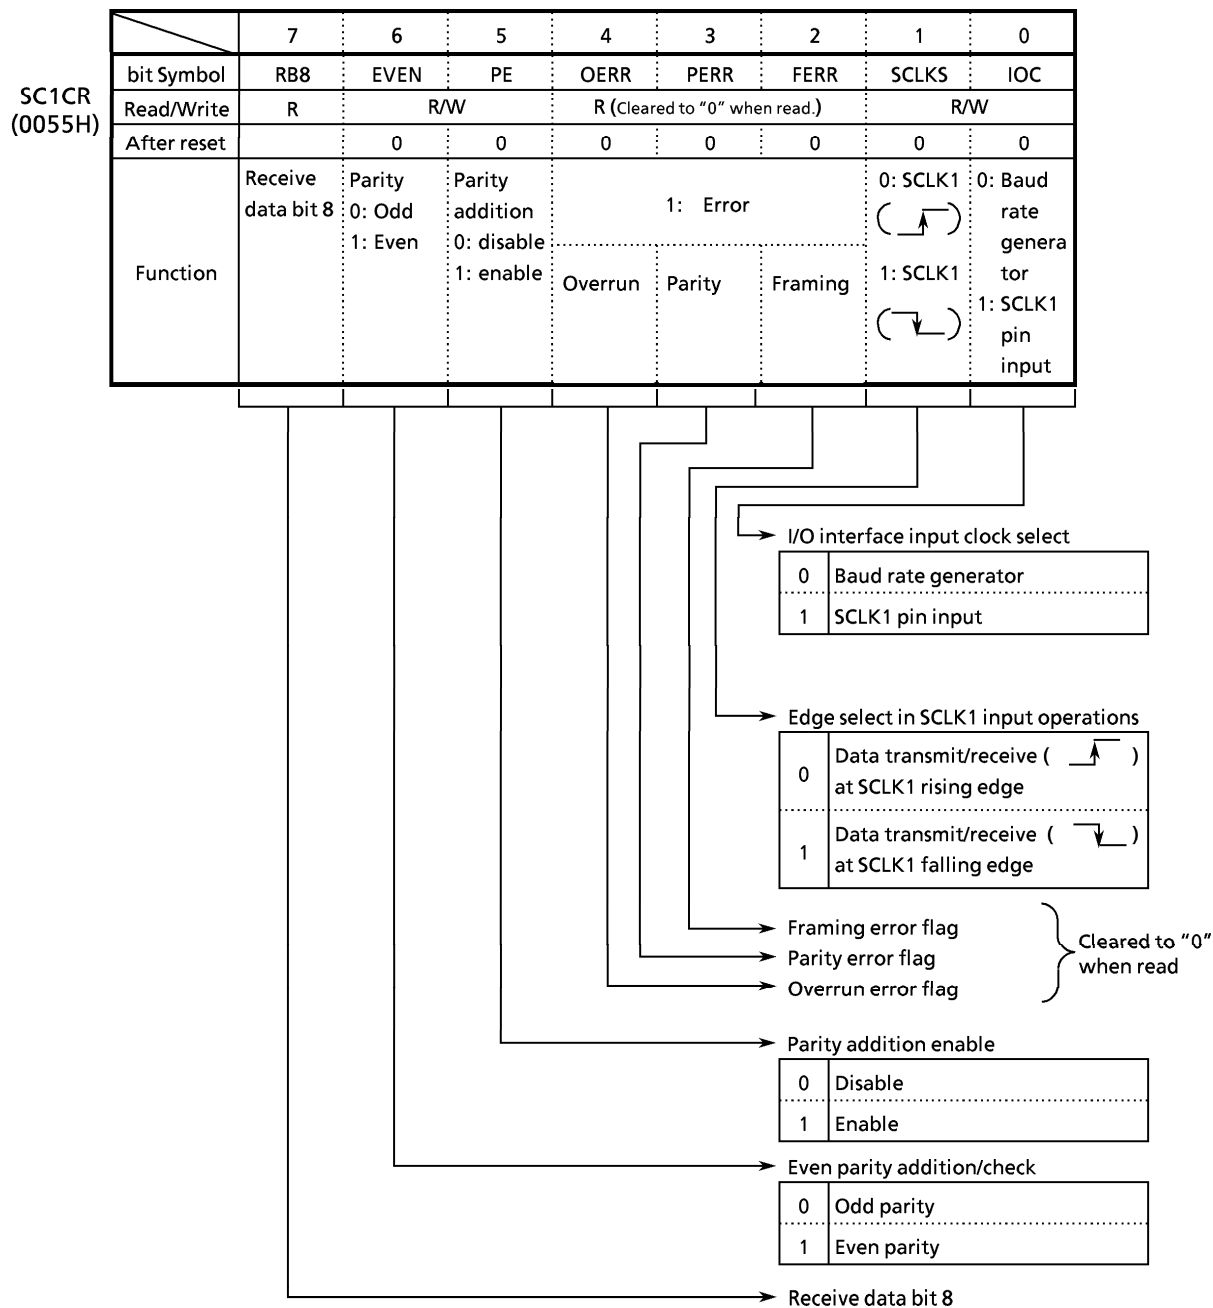 7 6 5 4 3 2 1 0
bit Symbol RB8 EVEN PE OERR PERR FERR SCLKS IOC
SC1CR
(0055H)
Read/Write R R/W R (Cleared to "0" when read.) R/W
After reset 0 0 0 0 0 0 0
Function
Receive
data bit 8
Parity
0: Odd
1: Even
Parity
addition
0: disable
1: enable
1: Error
Overrun
Parity
Framing
0: SCLK1
( )
1: SCLK1
( )
0: Baud
rate
genera
tor
1: SCLK1
pin
input
I/O interface input clock select
0 Baud rate generator
1 SCLK1 pin input
Edge select in SCLK1 input operations
0 Data transmit/receive ( )
at SCLK1 rising edge
1 Data transmit/receive ( )
at SCLK1 falling edge
Framing error flag
Parity error flag
Overrun error flag
Cleared to "0"
when read
Parity addition enable
0 Disable
1 Enable
Even parity addition/check
0 Odd parity
1 Even parity
Receive data bit 8